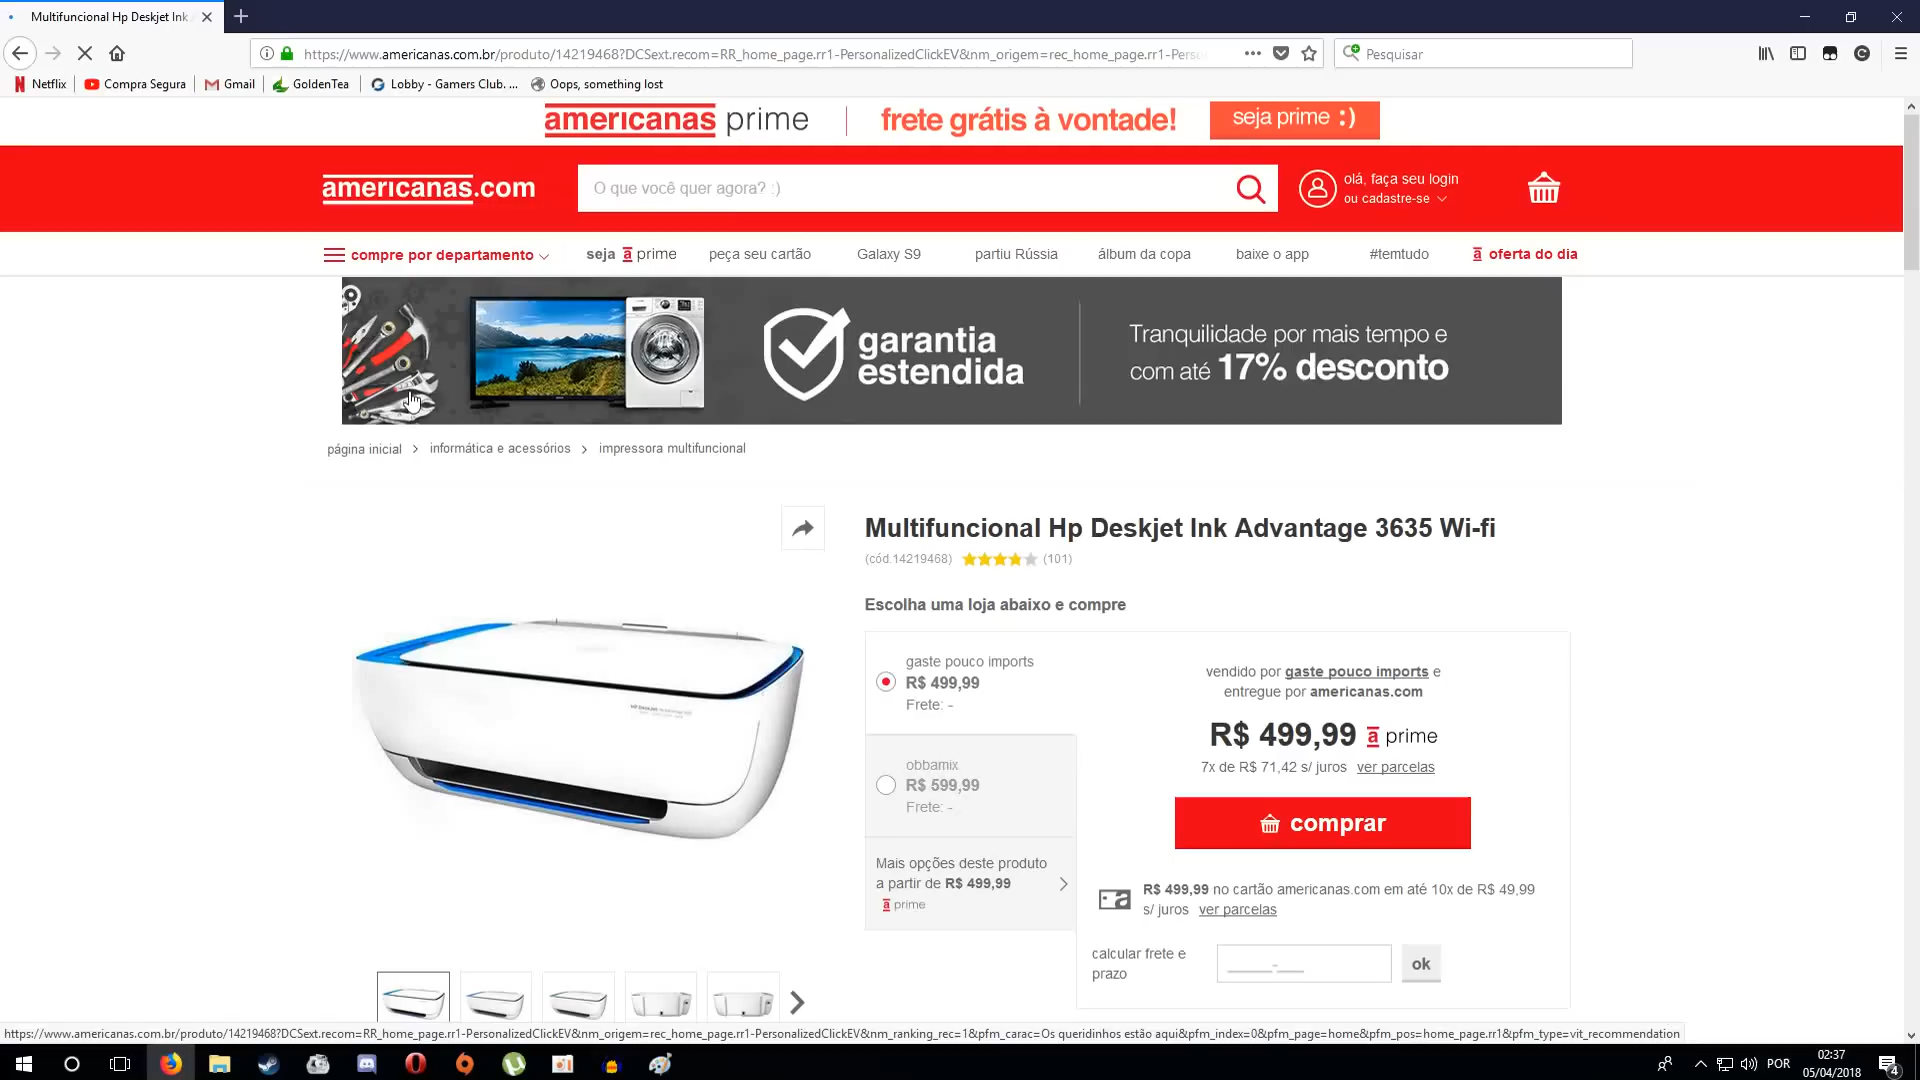 Multifuncional Hp Deskjet Ink
https://www.americanas.com.br/produto/14219468?DCSext.recom=RR_home_page.rr1-PersonalizedClickEV&nm_origem=rec_home_page.rr1-Perso
Pesquisar
Netflix
Compra Segura
Gmail
GoldenTea
Lobby - Gamers Club. ...
Oops, something lost
americanas prime
frete grátis à vontade!
seja prime :)
americanas.com
O que você quer agora? :)
olá, faça seu login
ou cadastre-se
compre por departamento
seja a prime
peça seu cartão
Galaxy S9
partiu Rússia
álbum da copa
baixe o app
#temtudo
a oferta do dia
garantia
estendida
Tranquilidade por mais tempo e
com até 17% desconto
página inicial > informática e acessórios > impressora multifuncional
Multifuncional Hp Deskjet Ink Advantage 3635 Wi-fi
(cód.14219468) (101)
Escolha uma loja abaixo e compre
gaste pouco imports
R$ 499,99
Frete: -
obbamix
R$ 599,99
Frete: -
Mais opções deste produto
a partir de R$ 499,99
a prime
vendido por gaste pouco imports e
entregue por americanas.com
R$ 499,99 a prime
7x de R$ 71,42 s/ juros ver parcelas
comprar
a
R$ 499,99 no cartão americanas.com em até 10x de R$ 49,99
s/ juros ver parcelas
calcular frete e
prazo
_____-___
ok
https://www.americanas.com.br/produto/14219468?DCSext.recom=RR_home_page.rr1-PersonalizedClickEV&nm_origem=rec_home_page.rr1-PersonalizedClickEV&nm_ranking_rec=1&pfm_carac=Os queridinhos estão aqui&pfm_index=0&pfm_page=home&pfm_pos=home_page.rr1&pfm_type=vit_recommendation
POR
02:37
05/04/2018
4